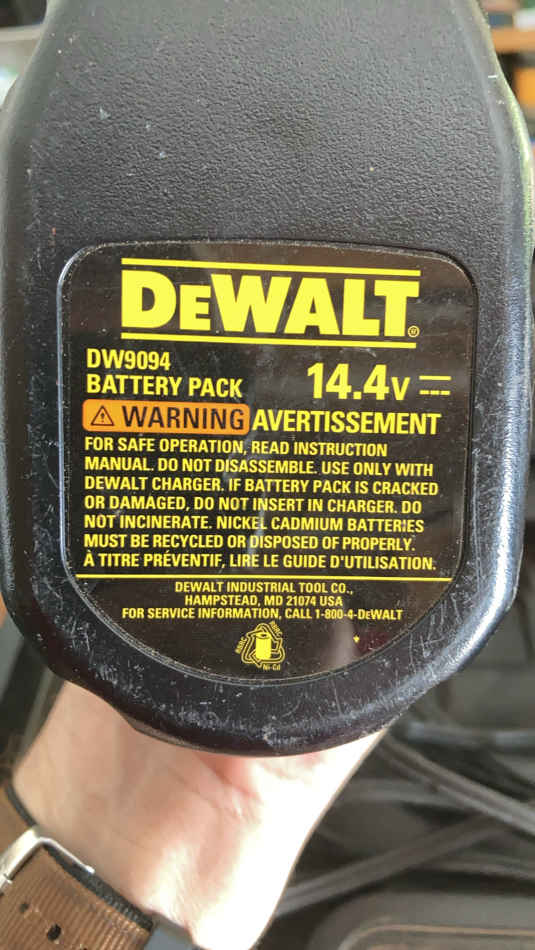 DEWALT®
DW9094
BATTERY PACK
14.4V
⚠ WARNING AVERTISSEMENT
FOR SAFE OPERATION, READ INSTRUCTION
MANUAL. DO NOT DISASSEMBLE. USE ONLY WITH
DEWALT CHARGER. IF BATTERY PACK IS CRACKED
OR DAMAGED, DO NOT INSERT IN CHARGER. DO
NOT INCINERATE. NICKEL CADMIUM BATTERIES
MUST BE RECYCLED OR DISPOSED OF PROPERLY.
À TITRE PRÉVENTIF, LIRE LE GUIDE D'UTILISATION.
DEWALT INDUSTRIAL TOOL CO.,
HAMPSTEAD, MD 21074 USA
FOR SERVICE INFORMATION, CALL 1-800-4-DEWALT
RBRC
RBRC
Ni-Cd